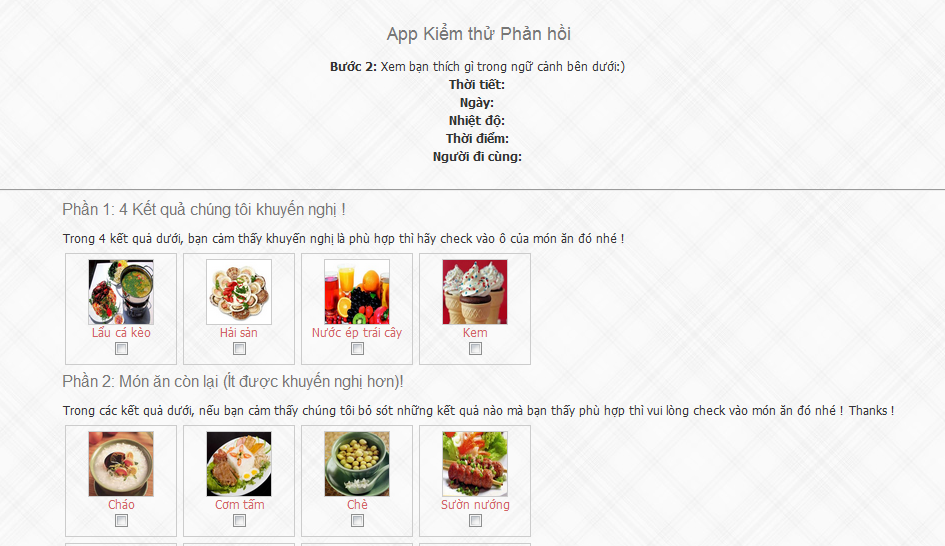 App Kiểm thử Phản hồi
Bước 2: Xem bạn thích gì trong ngữ cảnh bên dưới:)
Thời tiết:
Ngày:
Nhiệt độ:
Thời điểm:
Người đi cùng:
Phần 1: 4 Kết quả chúng tôi khuyến nghị !
Trong 4 kết quả dưới, bạn cảm thấy khuyến nghị là phù hợp thì hãy check vào ô của món ăn đó nhé !
Lẩu cá kèo Hải sản Nước ép trái cây Kem
Phần 2: Món ăn còn lại (Ít được khuyến nghị hơn)!
Trong các kết quả dưới, nếu bạn cảm thấy chúng tôi bỏ sót những kết quả nào mà bạn thấy phù hợp thì vui lòng check vào món ăn đó nhé ! Thanks !
Cháo Cơm tấm Chè Sườn nướng